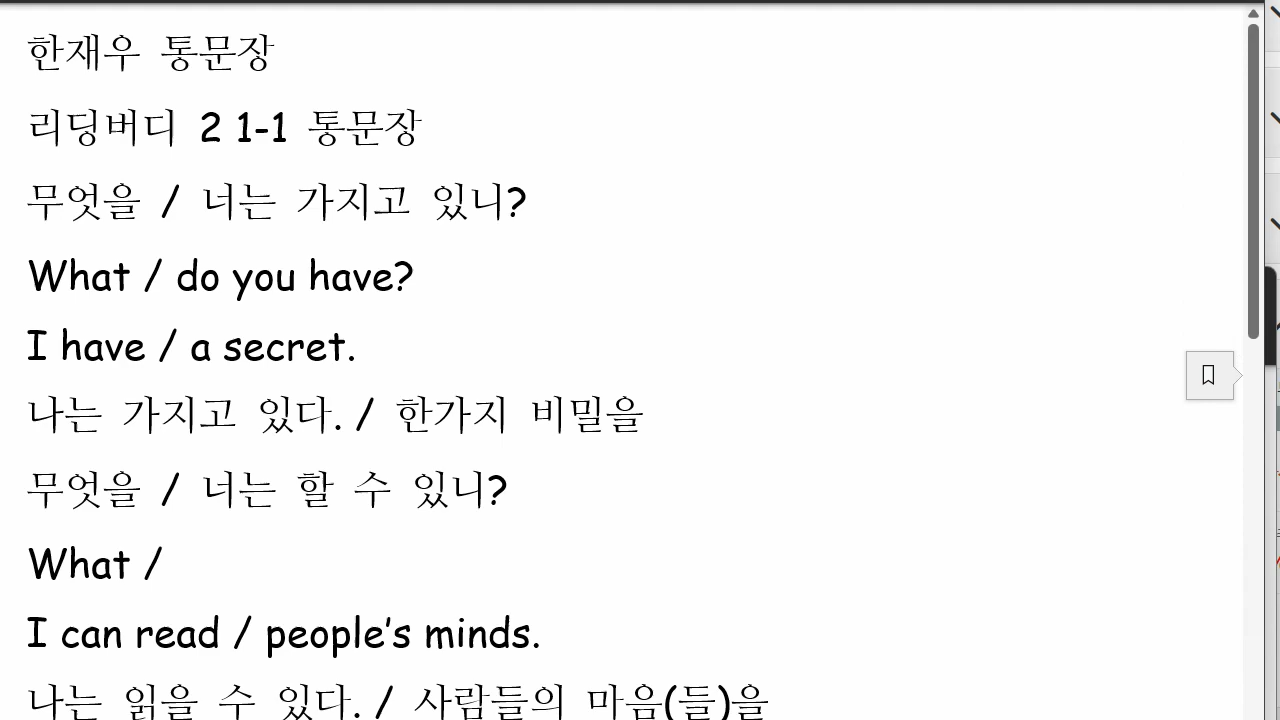 한재우 통문장
리딩버디 2 1-1 통문장
무엇을 / 너는 가지고 있니?
What / do you have?
I have / a secret.
나는 가지고 있다. / 한가지 비밀을
무엇을 / 너는 할 수 있니?
What /
I can read / people’s minds.
나는 읽을 수 있다. / 사람들의 마음(들)을